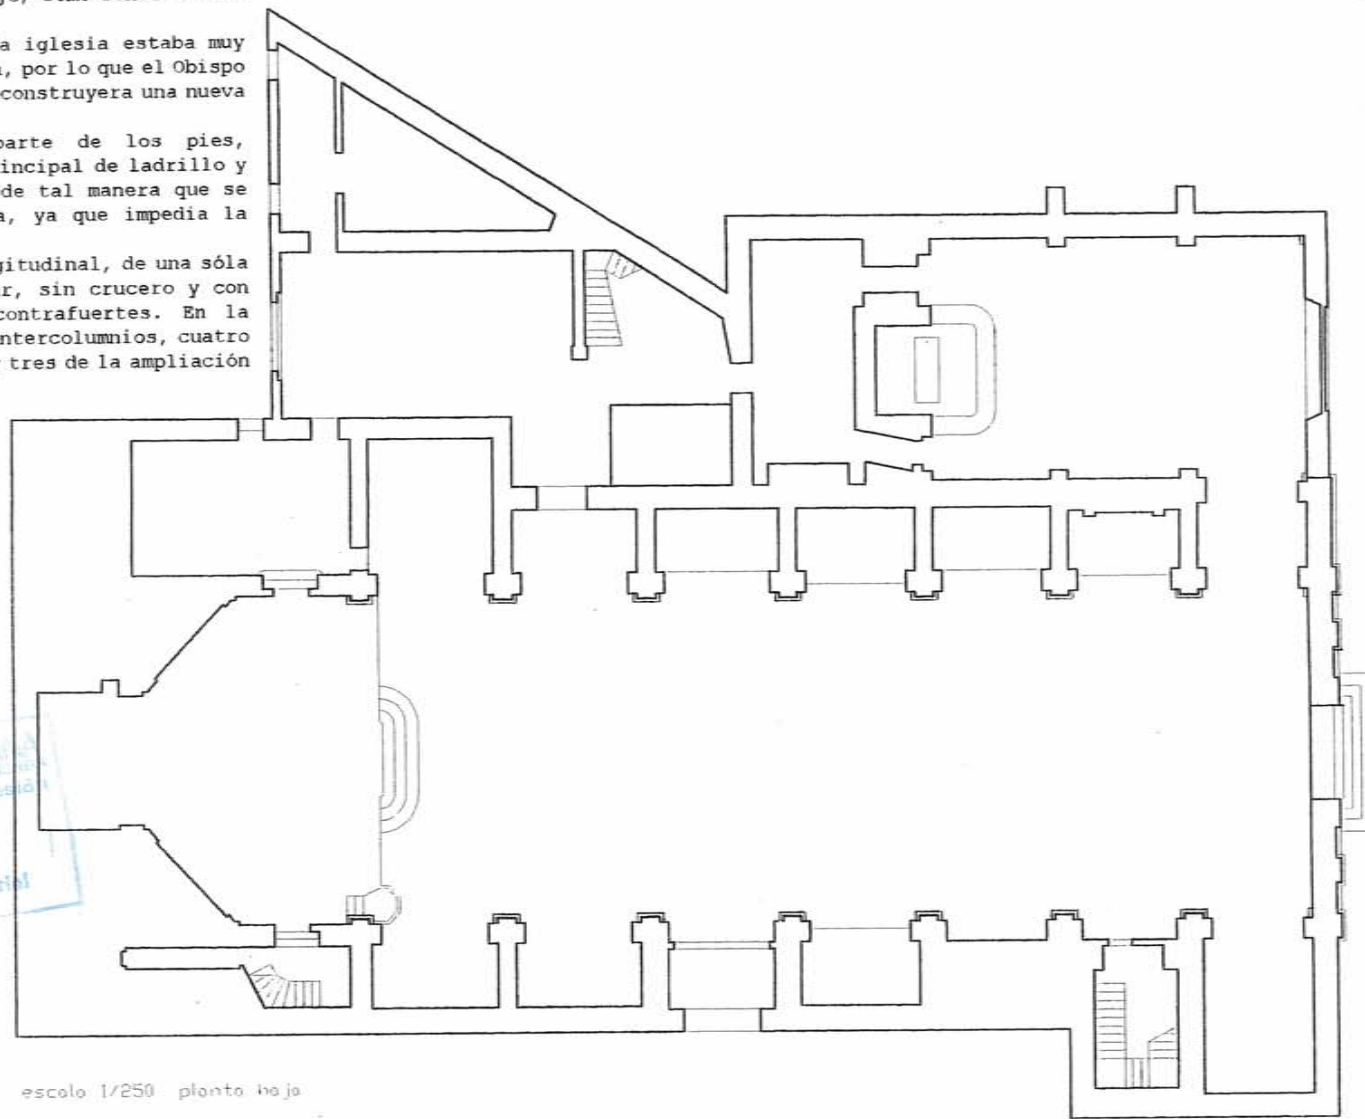 a iglesia estaba muy
, por lo que el Obispo
construyera una nueva
parte de los pies,
incipal de ladrillo y
de tal manera que se
a, ya que impedia la
gitudinal, de una sóla
r, sin crucero y con
contrafuertes. En la
ntercolumnios, cuatro
tres de la ampliación
escala 1/250 planta baja